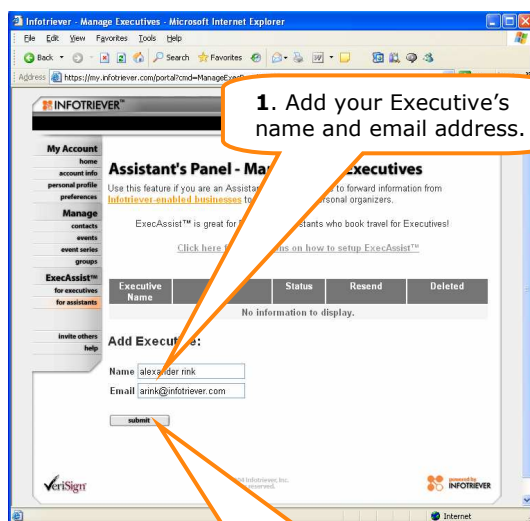 Infotriever - Manage Executives - Microsoft Internet Explorer
File Edit View Favorites Tools Help
Back Search Favorites
Address https://my.infotriever.com/portal?cmd=ManageExec
INFOTRIEVER™
1. Add your Executive's
name and email address.
My Account
home
account info
personal profile
preferences
Manage
contacts
events
event series
groups
ExecAssist™
for executives
for assistants
invite others
help
Assistant's Panel - Ma Executives
Use this feature if you are an Assista to forward information from
Infotriever-enabled businesses to rsonal organizers.
ExecAssist™ is great for stants who book travel for Executives!
Click here ns on how to setup ExecAssist™
Executive Name Status Resend Deleted
No information to display.
Add Execut e:
Name alexander rink
Email arink@infotriever.com
submit
VeriSign
Infotriever, Inc.
reserved.
powered by
INFOTRIEVER
Internet